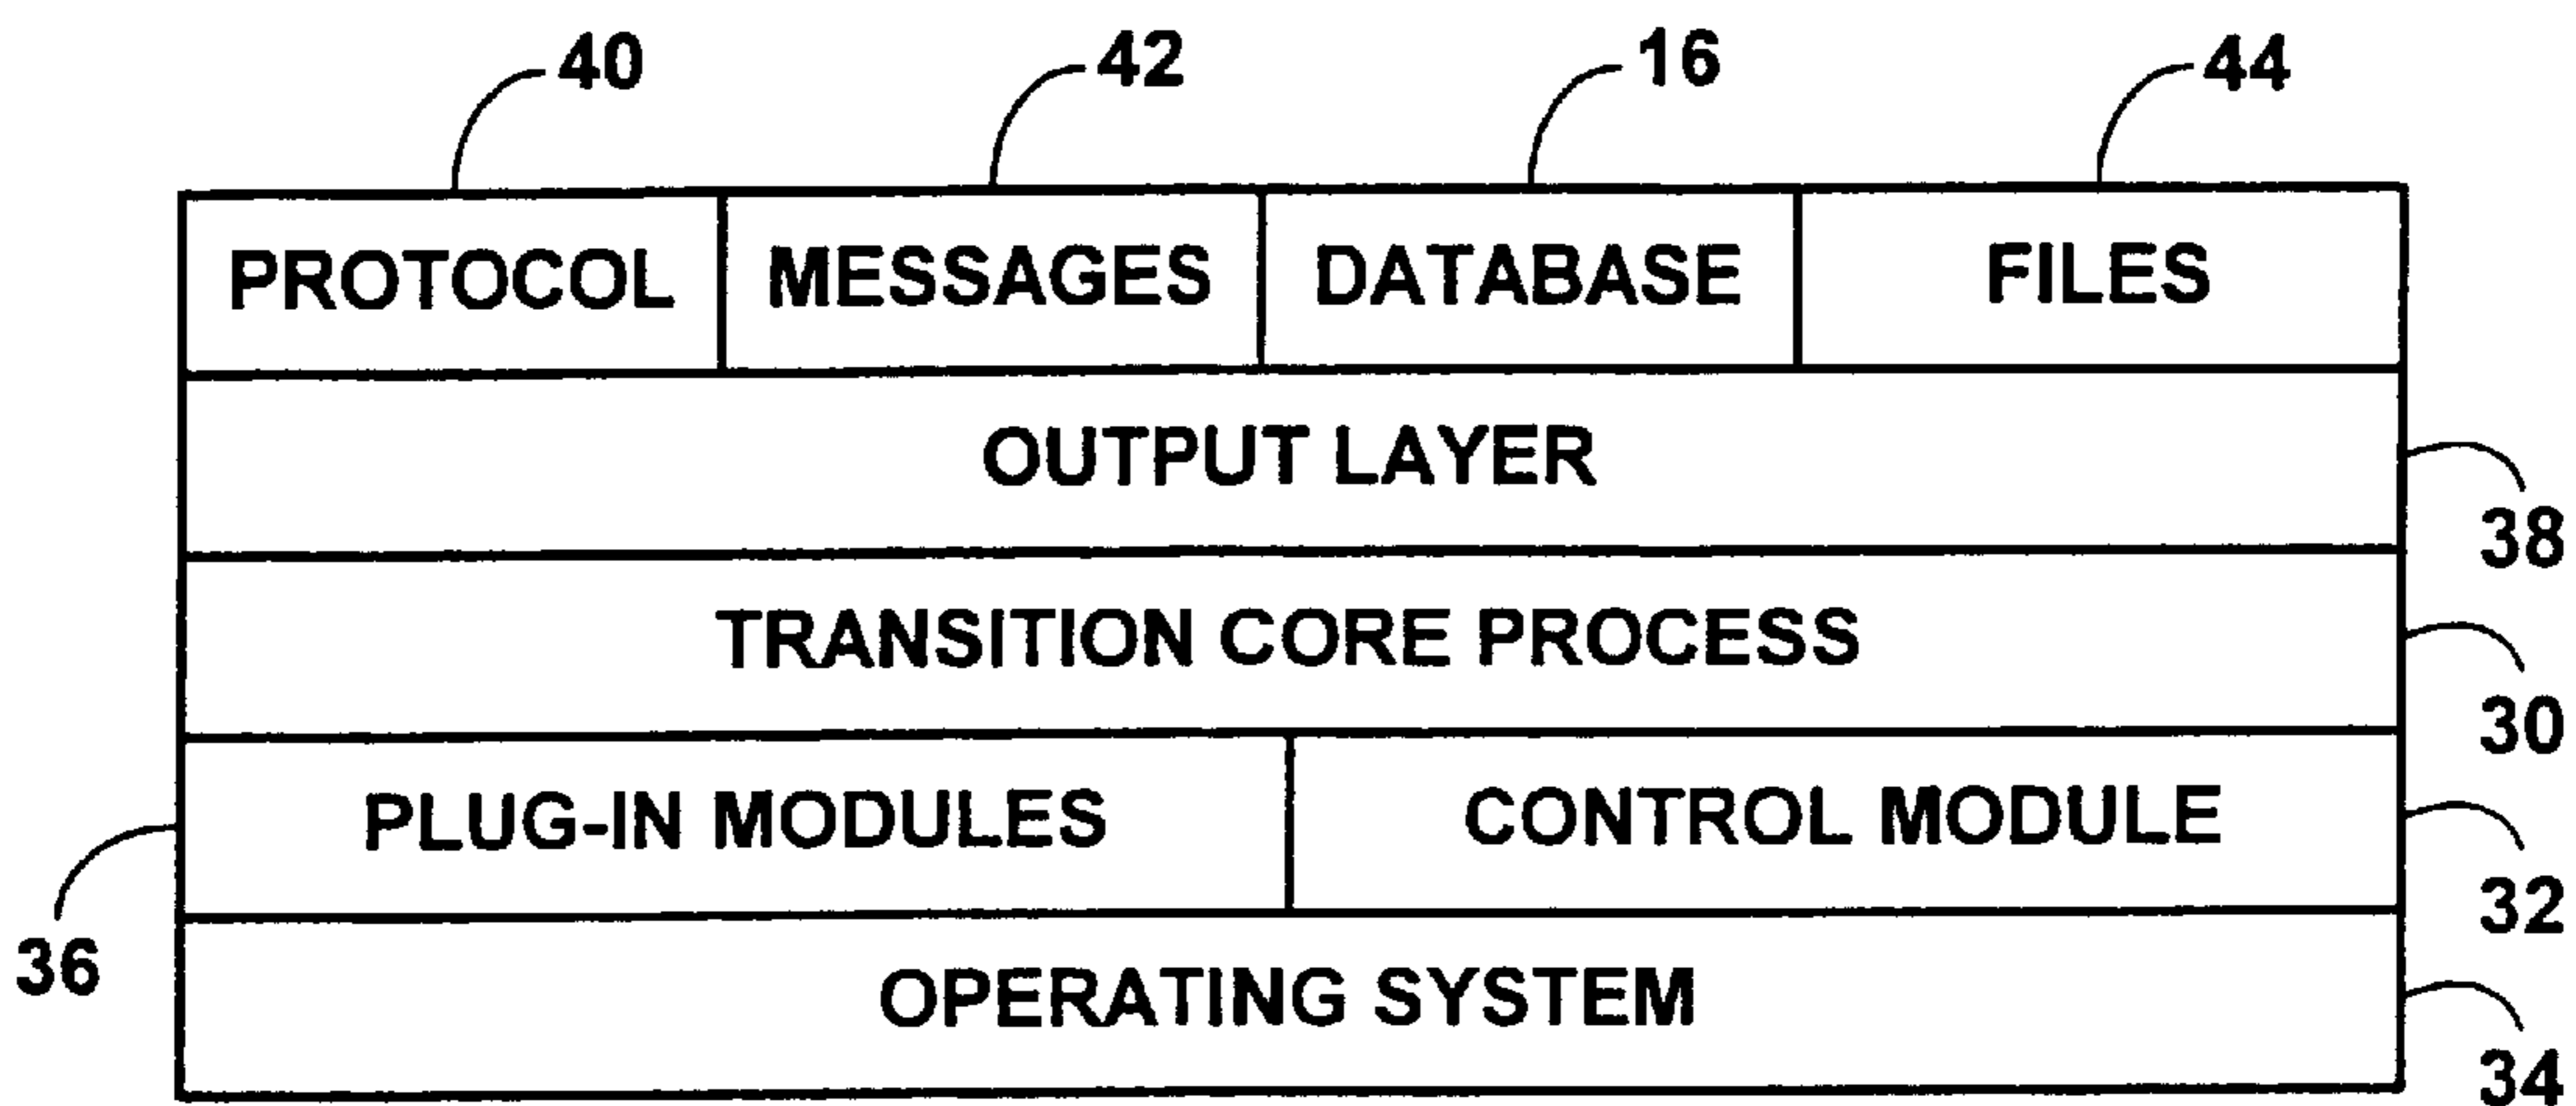 40 42 16 44
PROTOCOL MESSAGES DATABASE FILES
OUTPUT LAYER
38
TRANSITION CORE PROCESS
30
PLUG-IN MODULES CONTROL MODULE
32
36
OPERATING SYSTEM
34